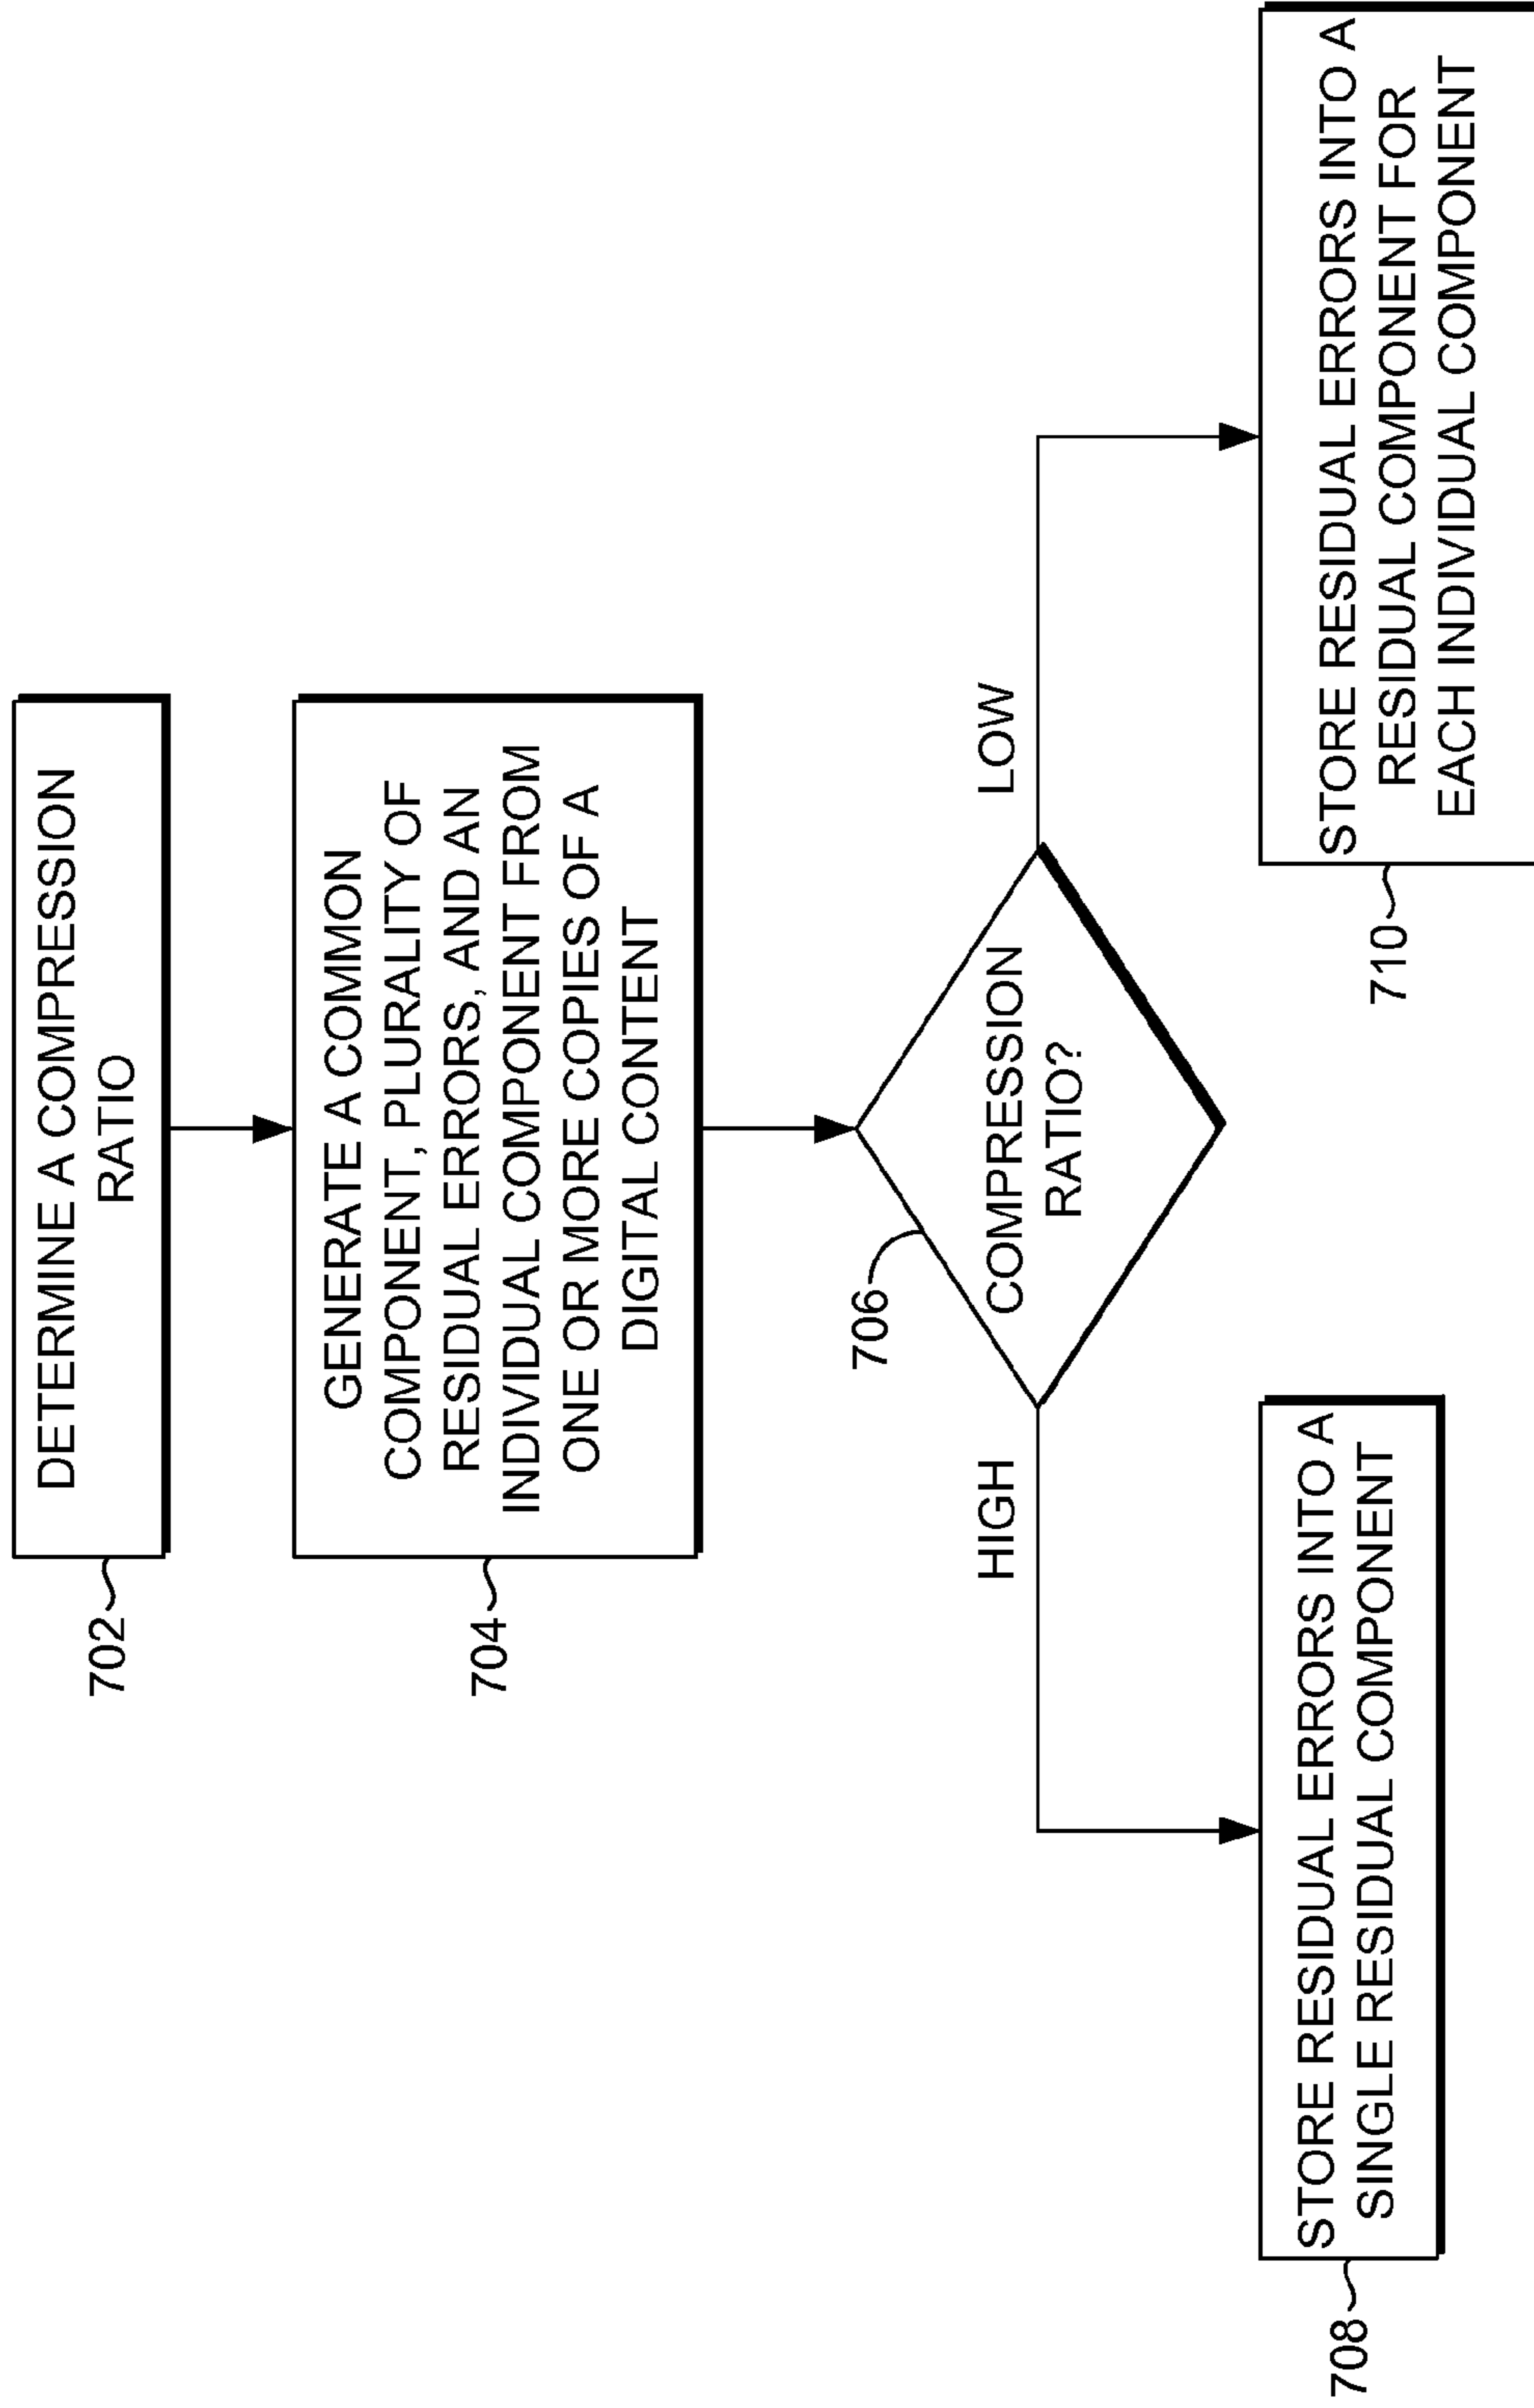 DETERMINE A COMPRESSION
RATIO
702
GENERATE A COMMON
COMPONENT, PLURALITY OF
RESIDUAL ERRORS, AND AN
INDIVIDUAL COMPONENT FROM
ONE OR MORE COPIES OF A
DIGITAL CONTENT
704
706
COMPRESSION
RATIO?
HIGH
LOW
STORE RESIDUAL ERRORS INTO A
SINGLE RESIDUAL COMPONENT
708
STORE RESIDUAL ERRORS INTO A
RESIDUAL COMPONENT FOR
EACH INDIVIDUAL COMPONENT
710